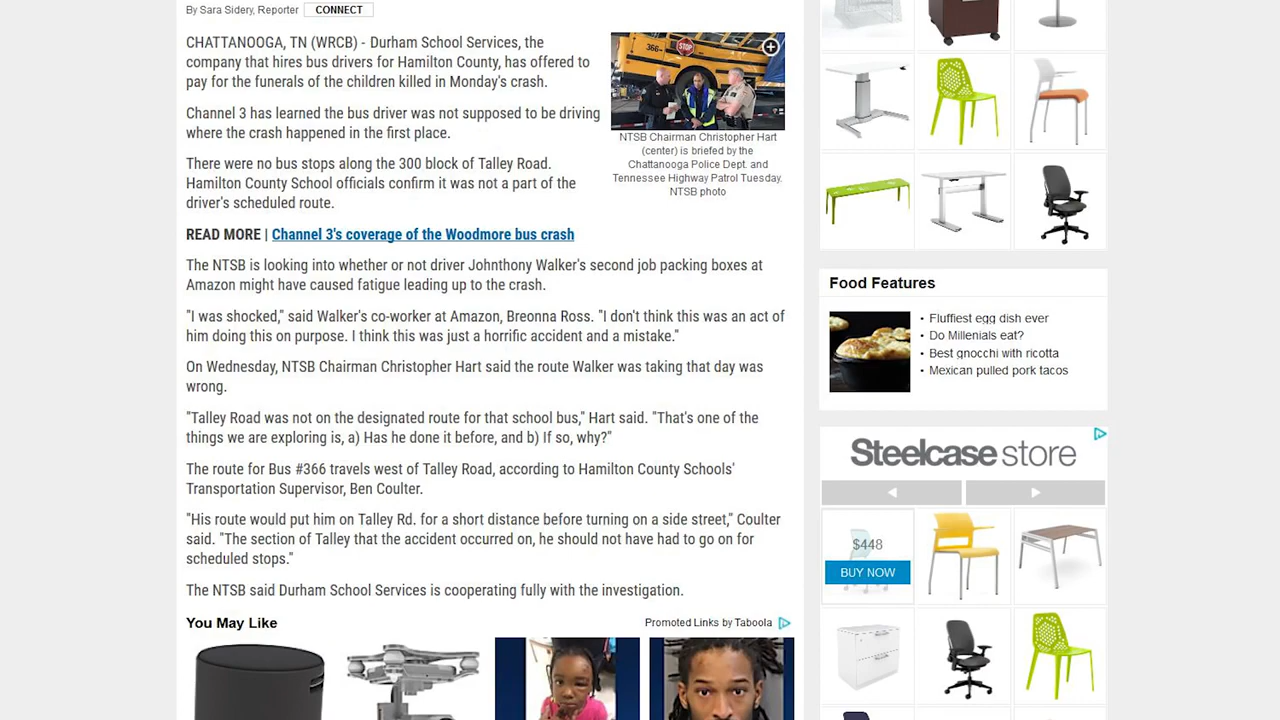 By Sara Sidery, Reporter CONNECT
CHATTANOOGA, TN (WRCB) - Durham School Services, the
company that hires bus drivers for Hamilton County, has offered to
pay for the funerals of the children killed in Monday's crash.
Channel 3 has learned the bus driver was not supposed to be driving
where the crash happened in the first place.
There were no bus stops along the 300 block of Talley Road.
Hamilton County School officials confirm it was not a part of the
driver's scheduled route.
366
STOP
NTSB Chairman Christopher Hart
(center) is briefed by the
Chattanooga Police Dept. and
Tennessee Highway Patrol Tuesday.
NTSB photo
READ MORE | Channel 3's coverage of the Woodmore bus crash
The NTSB is looking into whether or not driver Johnthony Walker's second job packing boxes at
Amazon might have caused fatigue leading up to the crash.
"I was shocked," said Walker's co-worker at Amazon, Breonna Ross. "I don't think this was an act of
him doing this on purpose. I think this was just a horrific accident and a mistake."
On Wednesday, NTSB Chairman Christopher Hart said the route Walker was taking that day was
wrong.
"Talley Road was not on the designated route for that school bus," Hart said. "That's one of the
things we are exploring is, a) Has he done it before, and b) If so, why?"
The route for Bus #366 travels west of Talley Road, according to Hamilton County Schools'
Transportation Supervisor, Ben Coulter.
"His route would put him on Talley Rd. for a short distance before turning on a side street," Coulter
said. "The section of Talley that the accident occurred on, he should not have had to go on for
scheduled stops."
The NTSB said Durham School Services is cooperating fully with the investigation.
You May Like
Promoted Links by Taboola
Food Features
Fluffiest egg dish ever
Do Millenials eat?
Best gnocchi with ricotta
Mexican pulled pork tacos
Steelcase store
$448
BUY NOW